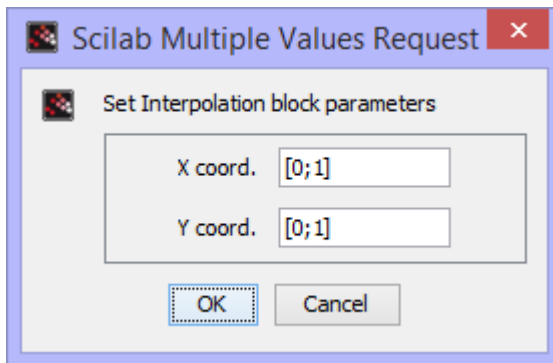 Scilab Multiple Values Request
Set Interpolation block parameters
X coord. [0;1]
Y coord. [0;1]
OK Cancel